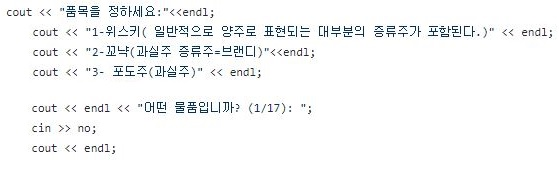 cout << "품목을 정하세요:"<<endl;
cout << "1-위스키( 일반적으로 양주로 표현되는 대부분의 증류주가 포함된다.)" << endl;
cout << "2-꼬냑(과실주 증류주=브랜디)"<<endl;
cout << "3- 포도주(과실주)" << endl;
cout << endl << "어떤 물품입니까? (1/17): ";
cin >> no;
cout << endl;